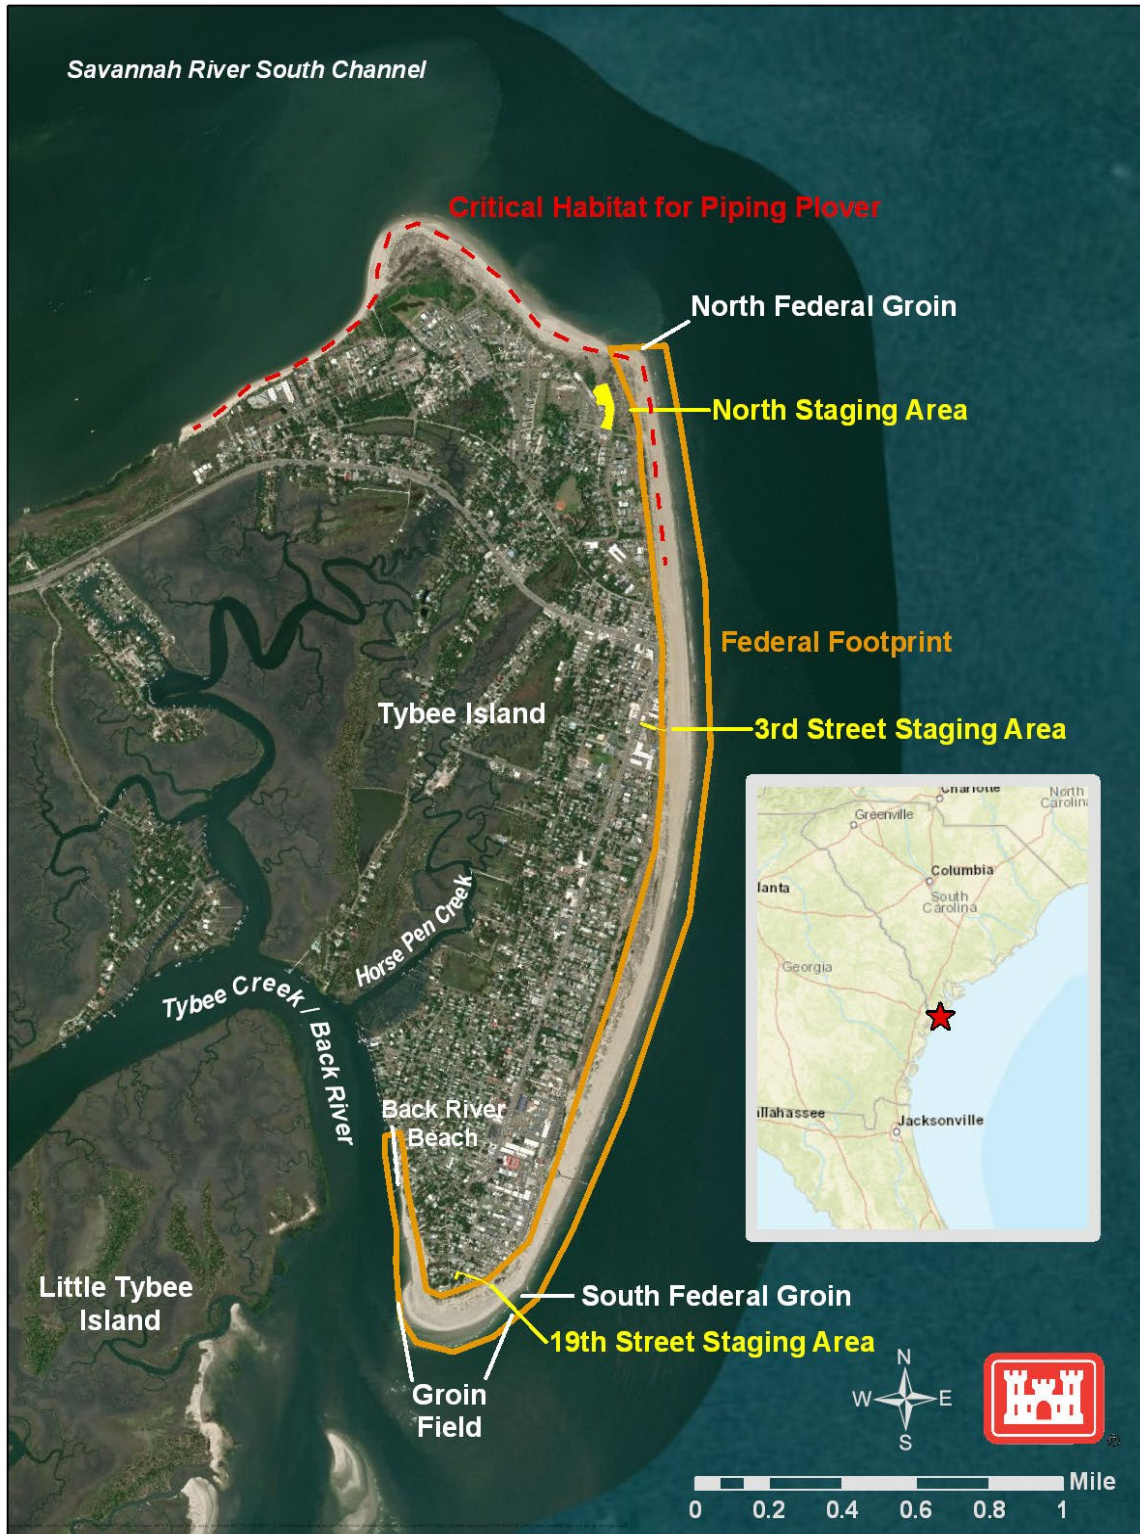 Savannah River South Channel
Critical Habitat for Piping Plover
North Federal Groin
North Staging Area
Federal Footprint
Tybee Island
3rd Street Staging Area
Charlotte
North
Carolina
Greenville
Columbia
South
Carolina
lanta
Georgia
Horse Pen Creek
Tybee Creek / Back River
Back River
Beach
illahassee
Jacksonville
Little Tybee
Island
South Federal Groin
19th Street Staging Area
Groin
Field
N
W
E
S
Mile
0 0.2 0.4 0.6 0.8 1